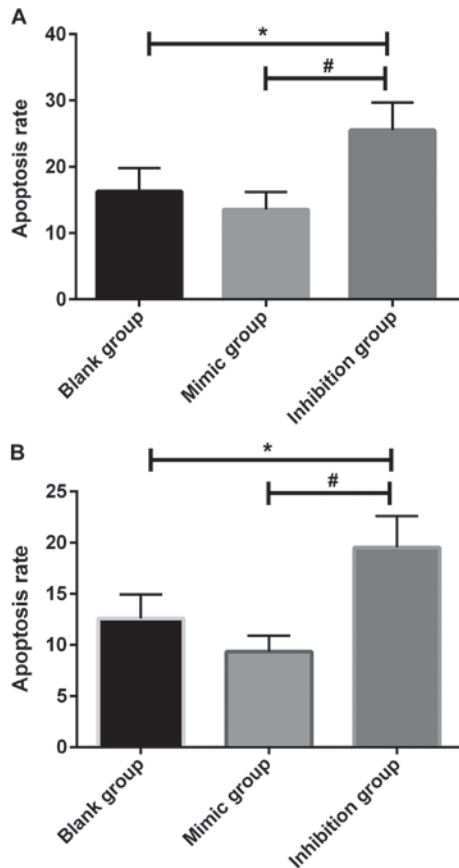 A
*
#
Apoptosis rate
40
30
20
10
0
Blank group
Mimic group
Inhibition group
B
*
#
Apoptosis rate
25
20
15
10
5
0
Blank group
Mimic group
Inhibition group